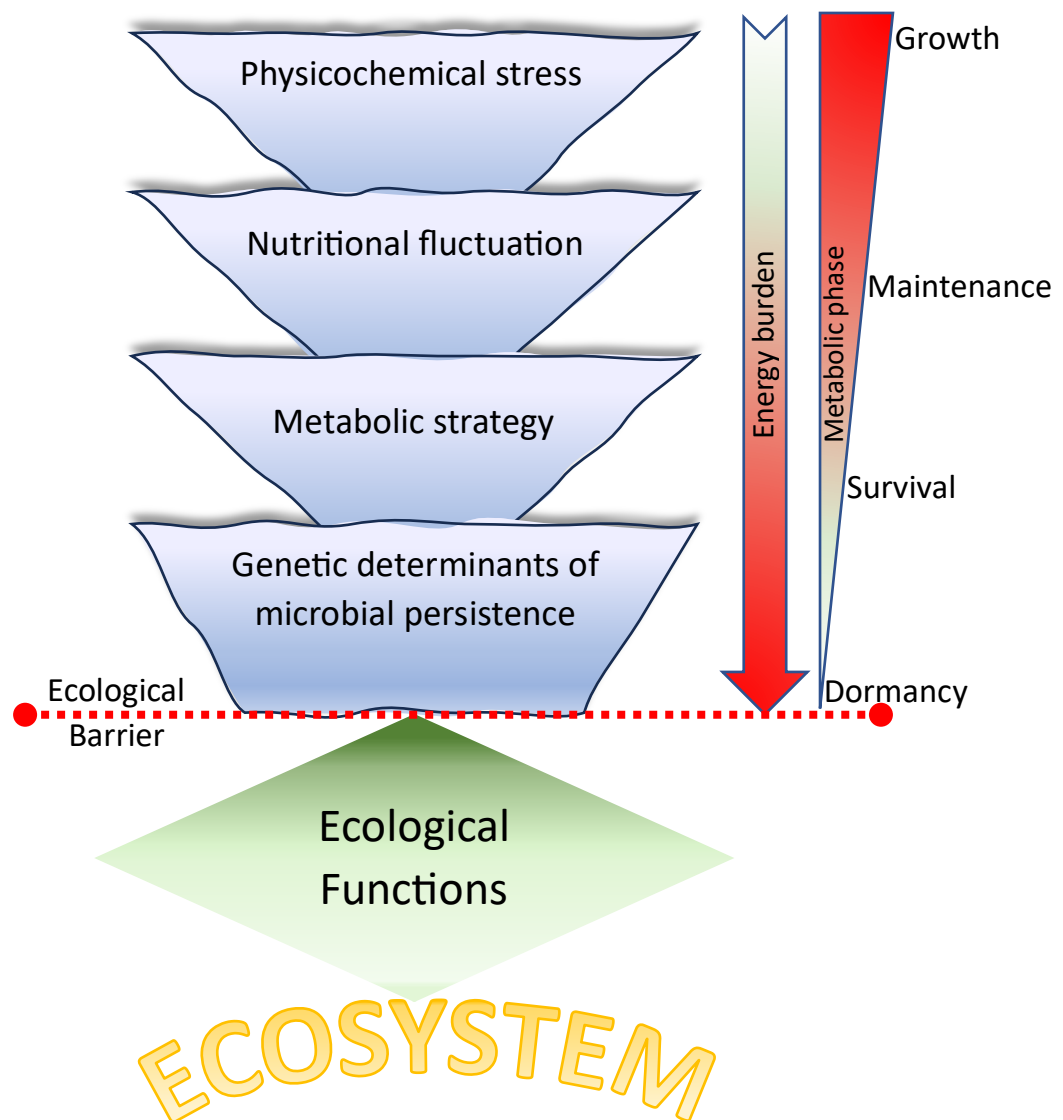 Physicochemical stress
Nutritional fluctuation
Metabolic strategy
Genetic determinants of
microbial persistence
Energy burden
Metabolic phase
Growth
Maintenance
Survival
Dormancy
Ecological
Barrier
Ecological
Functions
ECOSYSTEM